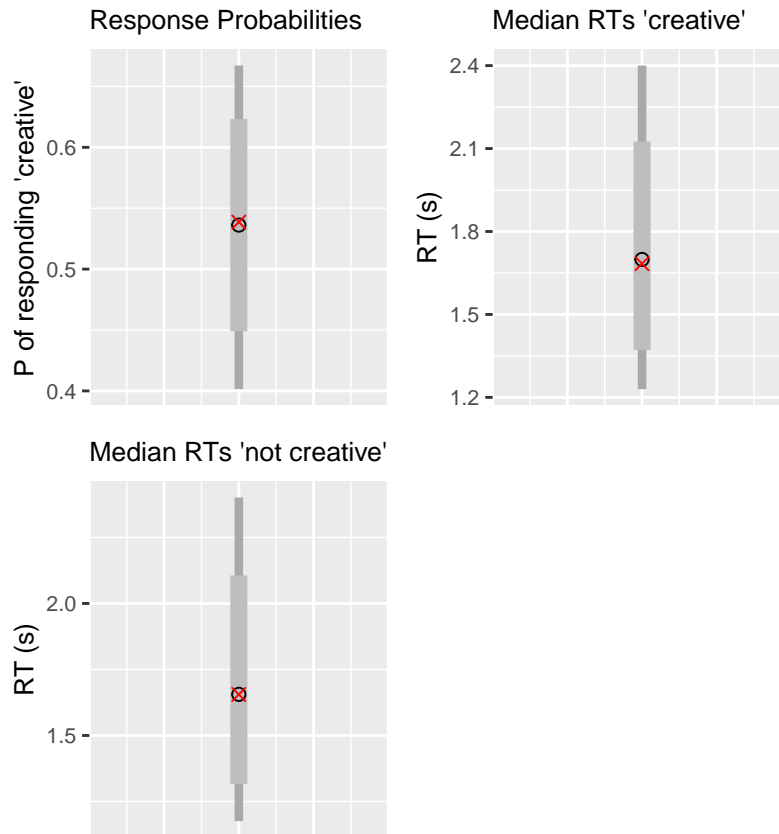 Response Probabilities
P of responding 'creative'
0.6
0.5
0.4
Median RTs 'creative'
RT (s)
2.4
2.1
1.8
1.5
1.2
Median RTs 'not creative'
RT (s)
2.0
1.5